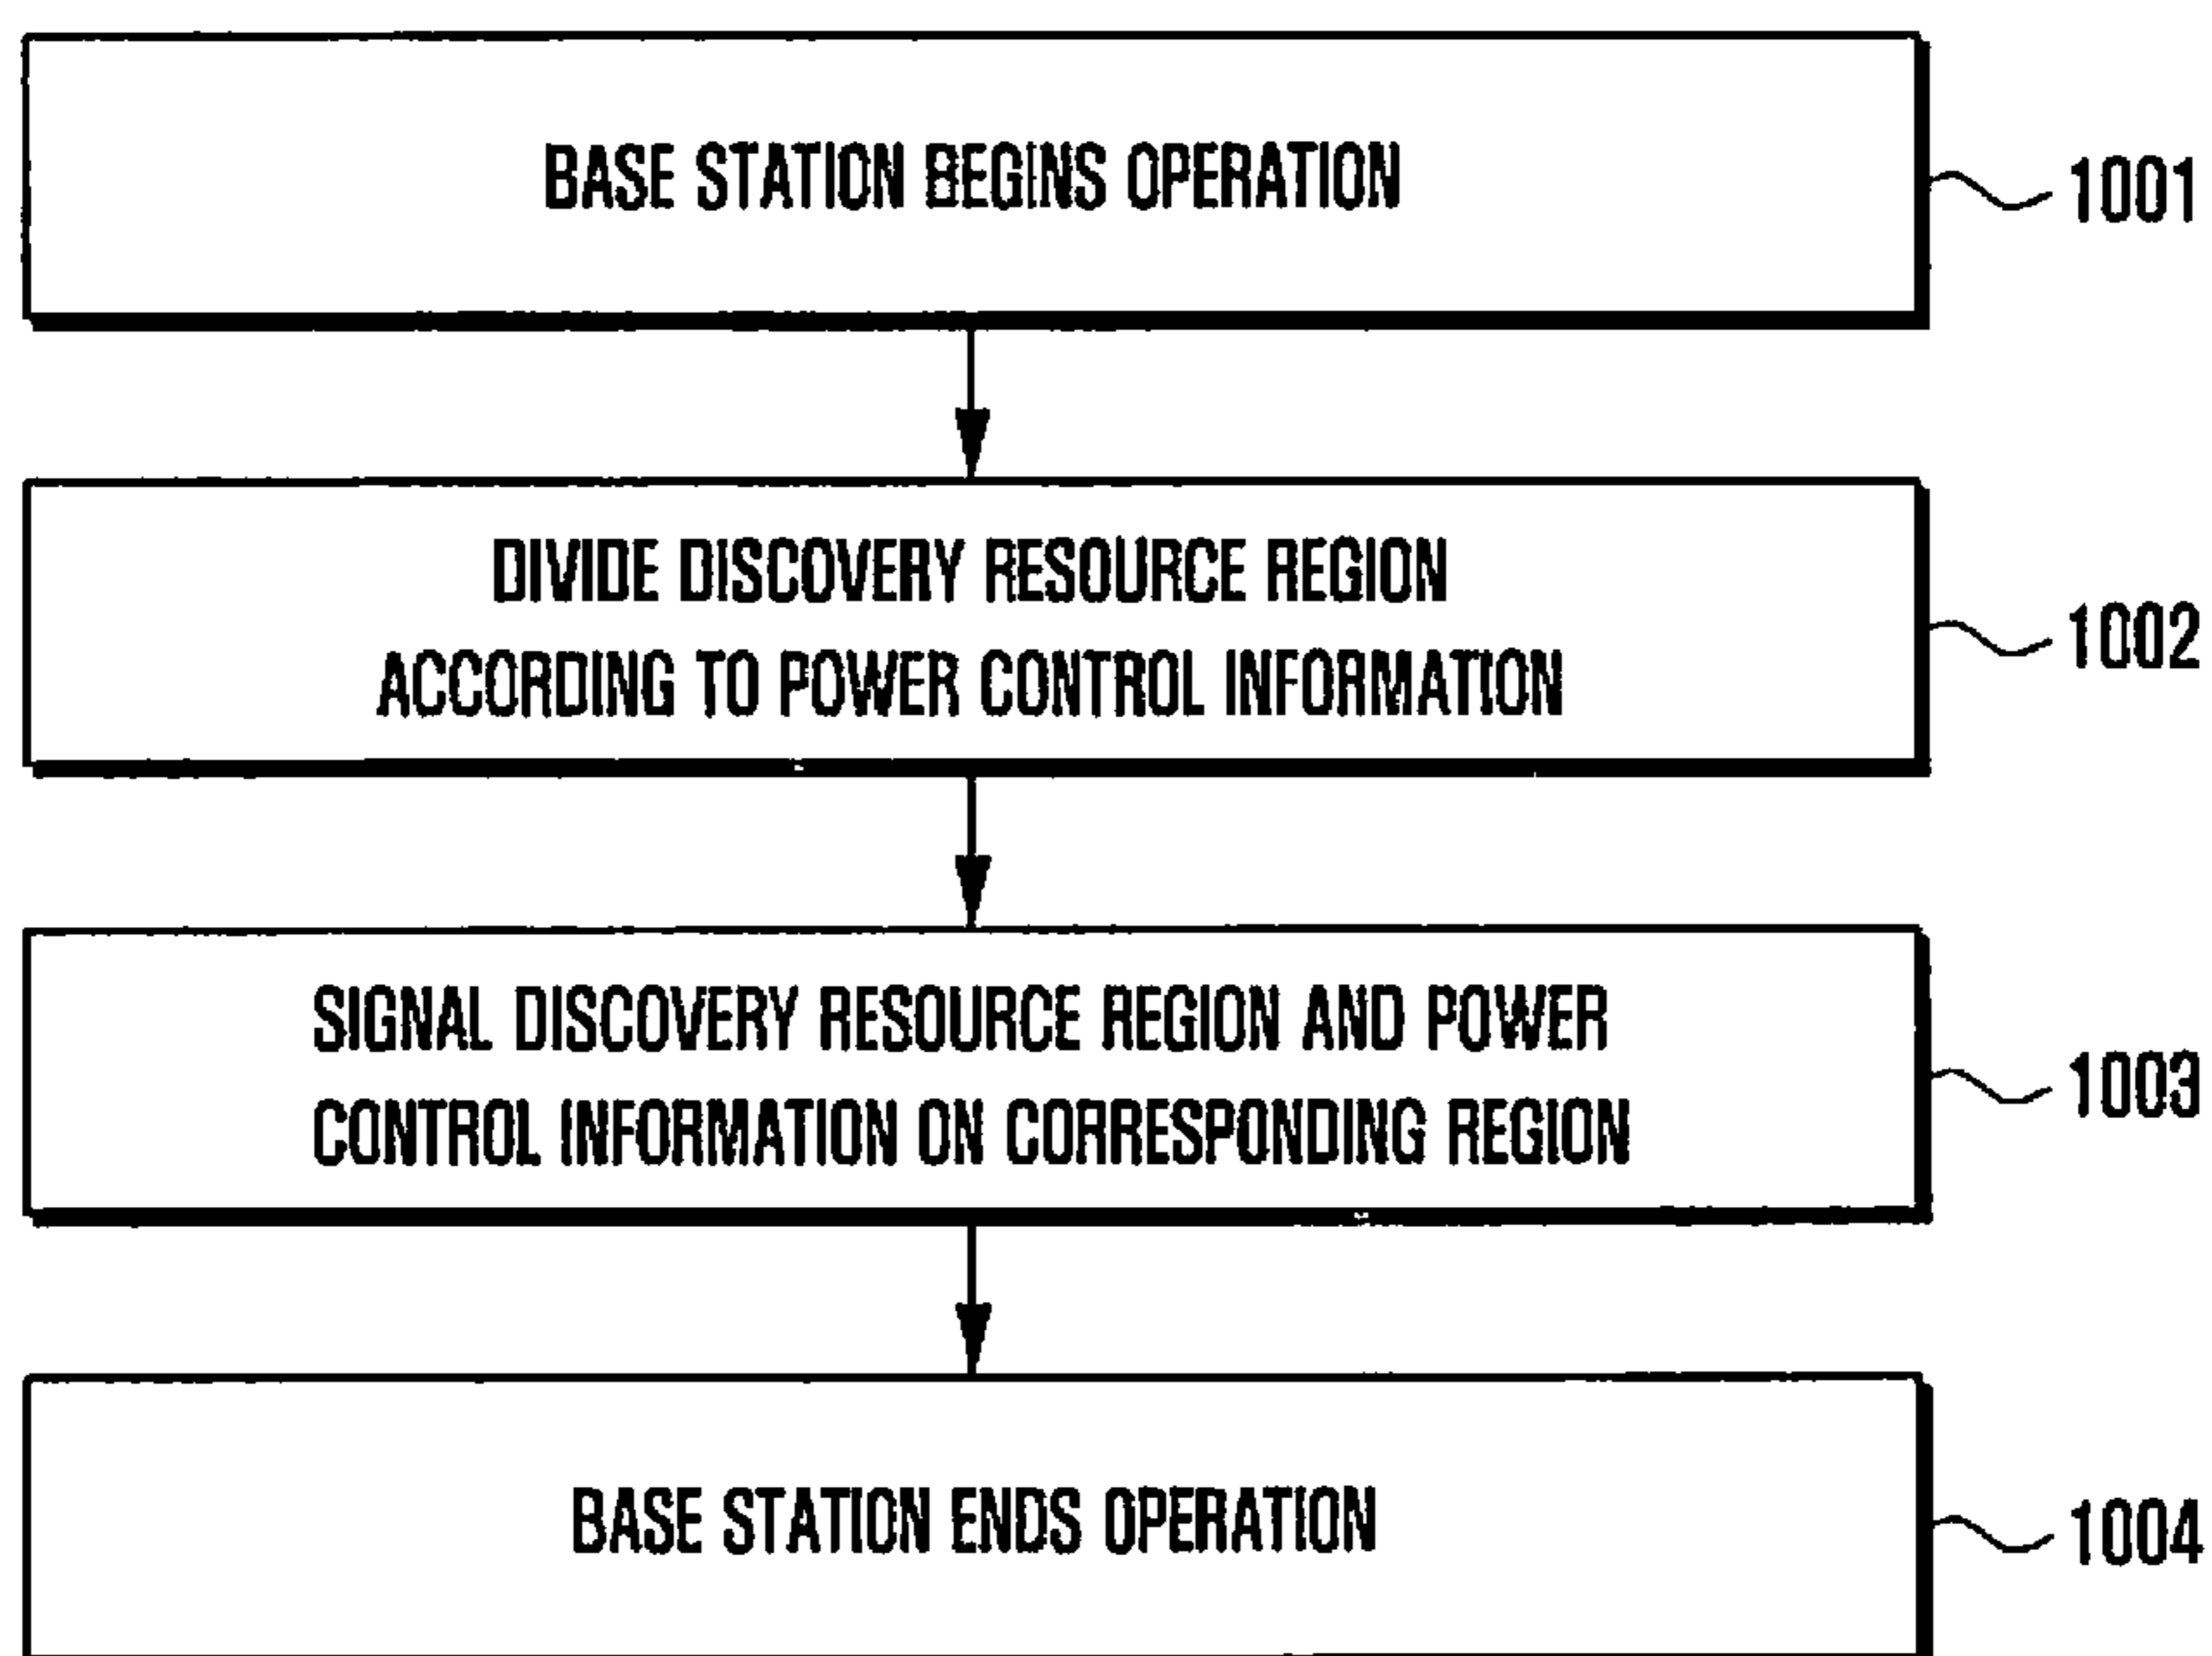 BASE STATION BEGINS OPERATION
1001
DIVIDE DISCOVERY RESOURCE REGION
ACCORDING TO POWER CONTROL INFORMATION
1002
SIGNAL DISCOVERY RESOURCE REGION AND POWER
CONTROL INFORMATION ON CORRESPONDING REGION
1003
BASE STATION ENDS OPERATION
1004